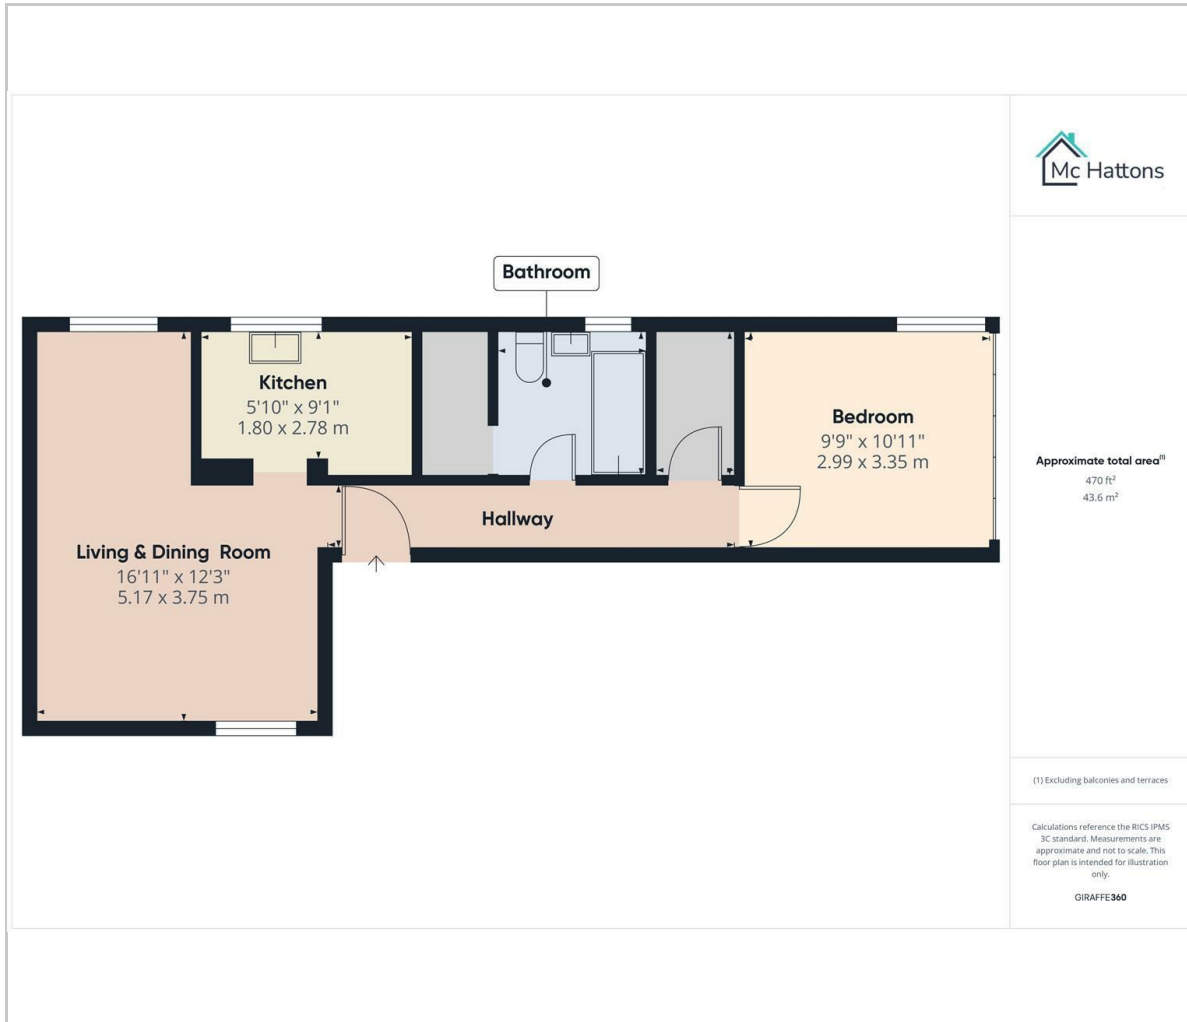 Mc Hattons
Bathroom
Kitchen
5'10" x 9'1"
1.80 x 2.78 m
Bedroom
9'9" x 10'11"
2.99 x 3.35 m
Hallway
Living & Dining Room
16'11" x 12'3"
5.17 x 3.75 m
Approximate total area(1)
470 ft²
43.6 m²
(1) Excluding balconies and terraces
Calculations reference the RICS IPMS
3C standard. Measurements are
approximate and not to scale. This
floor plan is intended for illustration
only.
GIRAFFE360